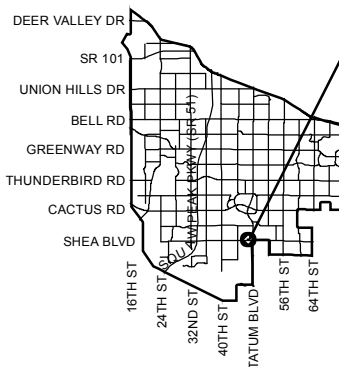 DEER VALLEY DR
SR 101
UNION HILLS DR
BELL RD
GREENWAY RD
THUNDERBIRD RD
CACTUS RD
SHEA BLVD
SQUAW PEAK PKWY (SR 51)
16TH ST
24TH ST
32ND ST
40TH ST
TATUM BLVD
56TH ST
64TH ST